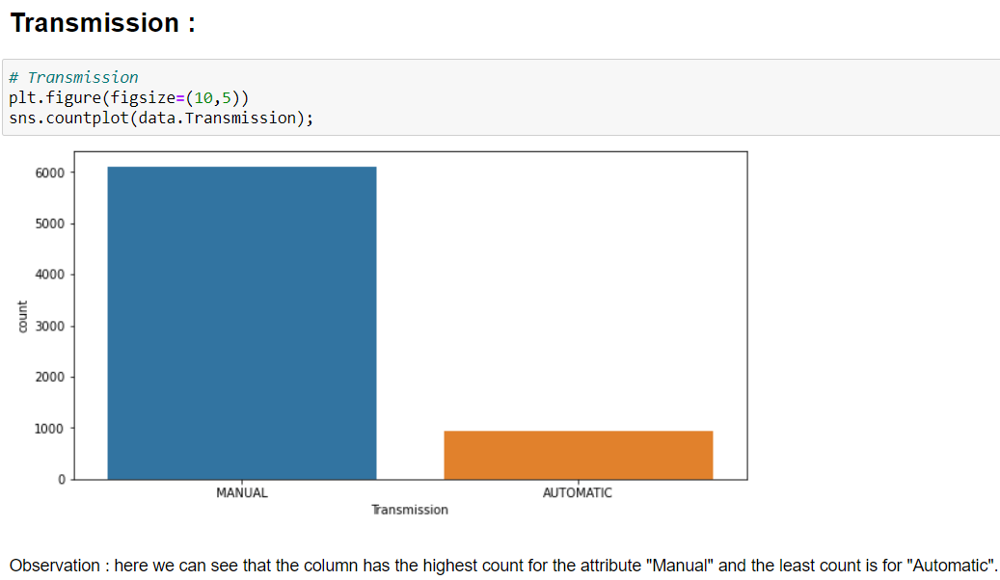 Transmission :
# Transmission
plt.figure(figsize=(10,5))
sns.countplot(data.Transmission);
6000
5000
4000
3000
2000
1000
0
count
MANUAL
AUTOMATIC
Transmission
Observation : here we can see that the column has the highest count for the attribute "Manual" and the least count is for "Automatic".